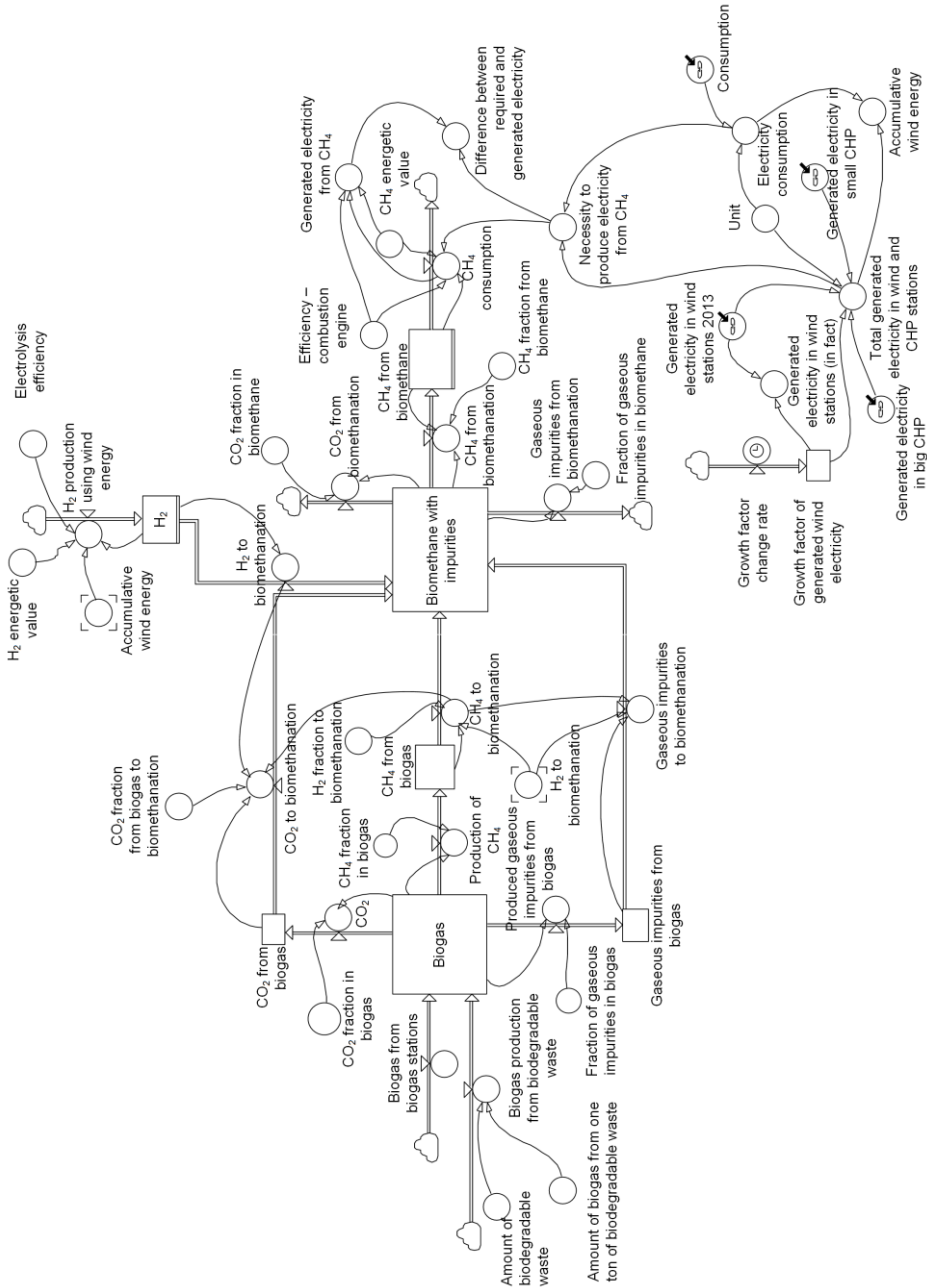 Electrolysis
efficiency
H₂ energetic
value
H₂ production
using wind
energy
Accumulative
wind energy
H₂
CO₂ fraction
from biogas to
biomethanation
CO₂ to biomethanation
H₂ to
biomethanation
CO₂ fraction in
biomethane
CO₂ from
biomethanation
Efficiency –
combustion
engine
Generated electricity
from CH₄
CH₄ energetic
value
Difference between
required and
generated electricity
CO₂ from
biogas
CO₂ fraction in
biogas
CO₂
CH₄ fraction
in biogas
Production of
CH₄
H₂ fraction to
biomethanation
CH₄ from
biogas
CH₄ to
biomethanation
Biogas from
biogas stations
Biogas
Biomethane with
impurities
CH₄ from
biomethane
CH₄ from
biomethanation
CH₄ fraction from
biomethane
CH₄
consumption
Necessity to
produce electricity
from CH₄
Biogas production
from biodegradable
waste
Amount of
biodegradable
waste
Amount of biogas from one
ton of biodegradable waste
Produced gaseous
impurities from
biogas
Fraction of gaseous
impurities in biogas
H₂ to
biomethanation
Gaseous impurities from
biogas
Gaseous impurities
to biomethanation
Gaseous
impurities from
biomethanation
Fraction of gaseous
impurities in biomethane
Growth factor
change rate
Growth factor of
generated wind
electricity
Generated
electricity in wind
stations 2013
Generated
electricity in wind
stations (in fact)
Generated electricity
in big CHP
Total generated
electricity in wind and
CHP stations
Unit
Electricity
consumption
Consumption
Generated electricity in
small CHP
Accumulative
wind energy